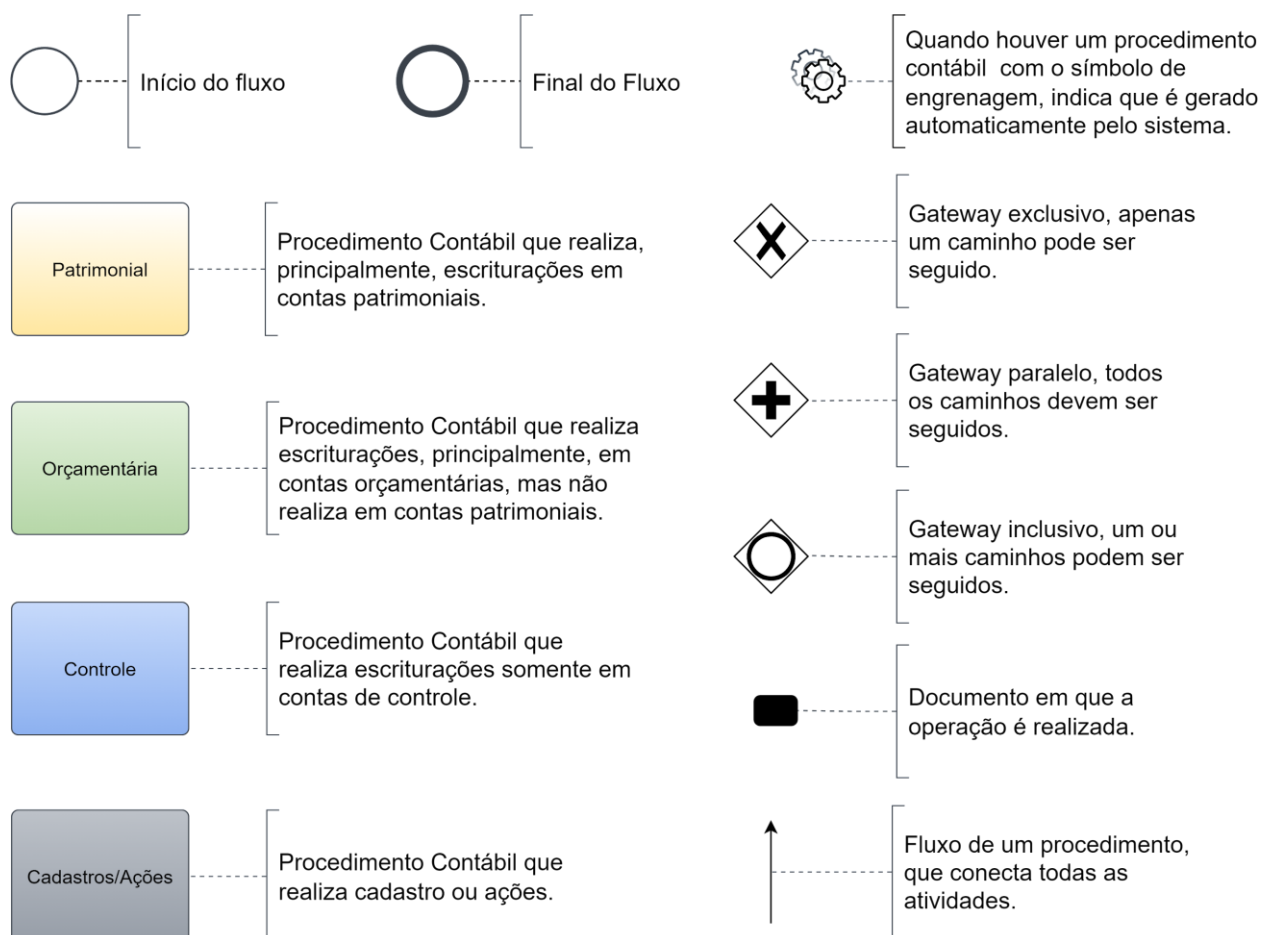 Início do fluxo
Final do Fluxo
Quando houver um procedimento
contábil com o símbolo de
engrenagem, indica que é gerado
automaticamente pelo sistema.
Patrimonial
Procedimento Contábil que realiza,
principalmente, escriturações em
contas patrimoniais.
Gateway exclusivo, apenas
um caminho pode ser
seguido.
Orçamentária
Procedimento Contábil que realiza
escriturações, principalmente, em
contas orçamentárias, mas não
realiza em contas patrimoniais.
Gateway paralelo, todos
os caminhos devem ser
seguidos.
Gateway inclusivo, um ou
mais caminhos podem ser
seguidos.
Controle
Procedimento Contábil que
realiza escriturações somente em
contas de controle.
Documento em que a
operação é realizada.
Cadastros/Ações
Procedimento Contábil que
realiza cadastro ou ações.
Fluxo de um procedimento,
que conecta todas as
atividades.